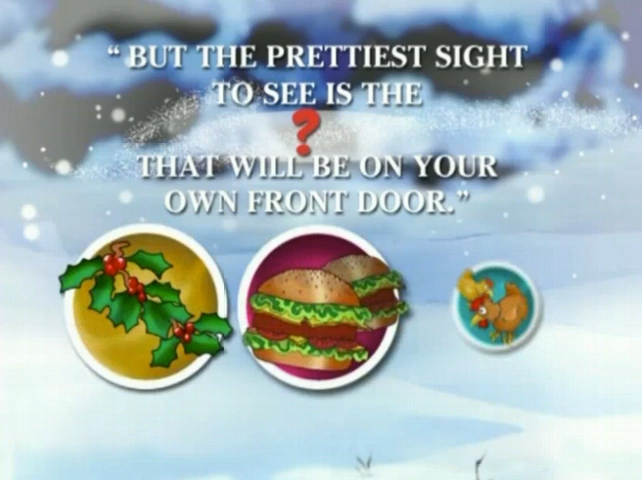 “ BUT THE PRETTIEST SIGHT
TO SEE IS THE
?
THAT WILL BE ON YOUR
OWN FRONT DOOR.”